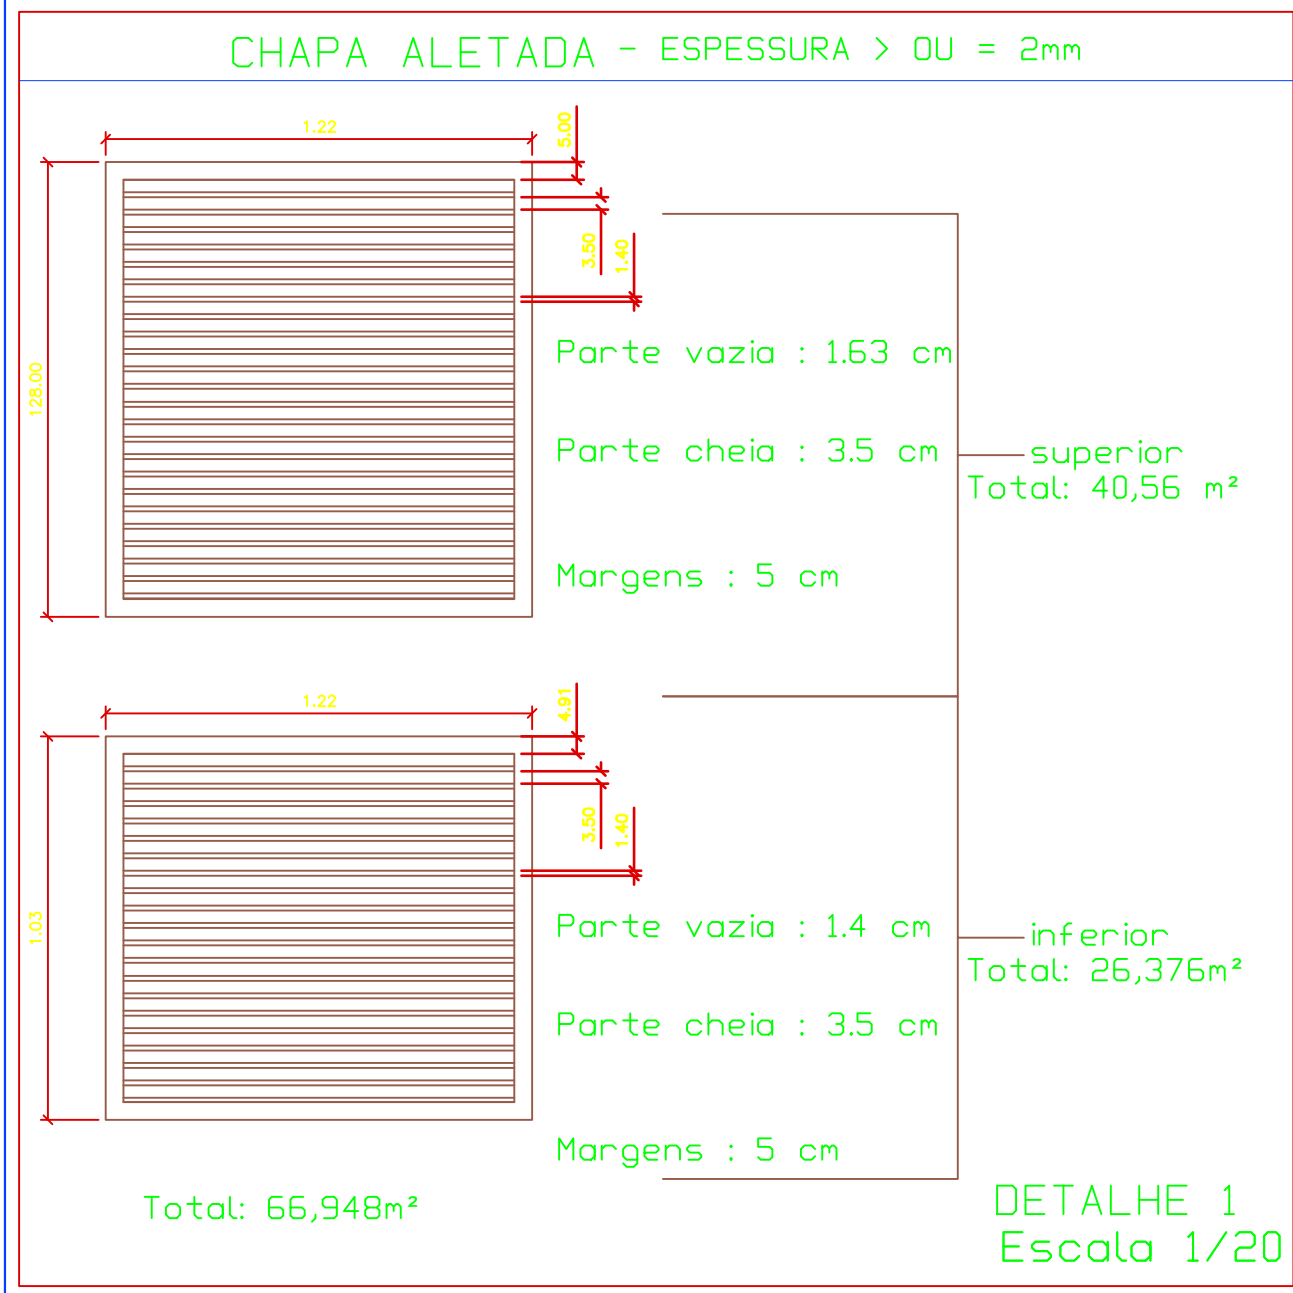 CHAPA ALETADA - ESPESSURA > OU = 2mm
1.22
5.00
3.50
1.40
128.00
Parte vazia : 1.63 cm
Parte cheia : 3.5 cm
superior
Total: 40,56 m²
Margens : 5 cm
1.22
4.91
3.50
1.40
1.03
Parte vazia : 1.4 cm
inferior
Total: 26,376m²
Parte cheia : 3.5 cm
Margens : 5 cm
Total: 66,948m²
DETALHE 1
Escala 1/20